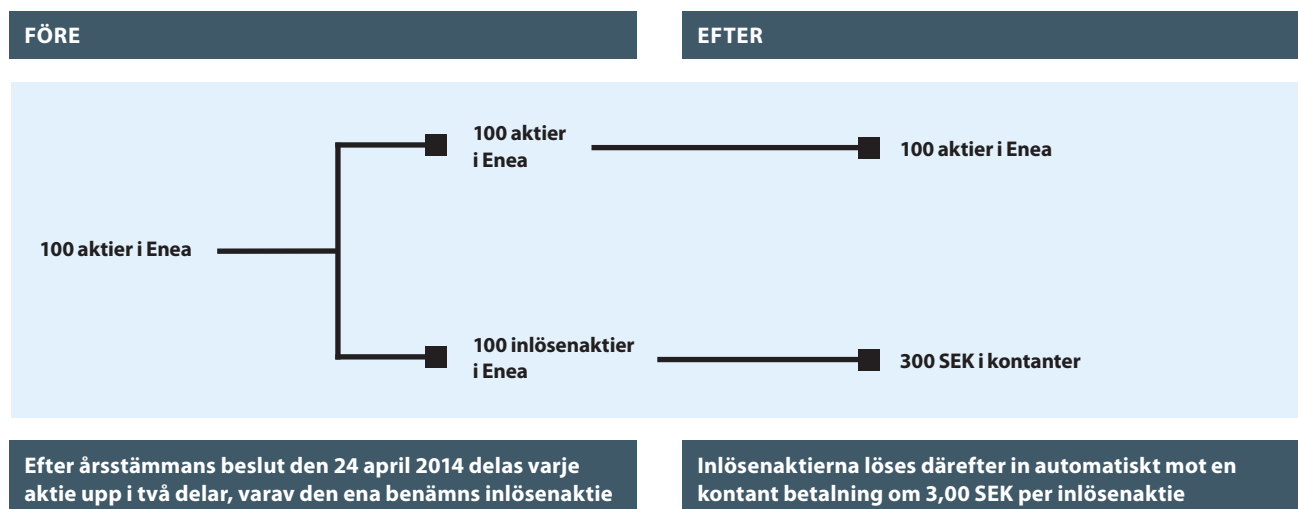 FÖRE
EFTER
100 aktier
i Enea
100 aktier i Enea
100 aktier i Enea
100 inlösenaktier
i Enea
300 SEK i kontanter
Efter årsstämmans beslut den 24 april 2014 delas varje
aktie upp i två delar, varav den ena benämns inlösenaktie
Inlösenaktierna löses därefter in automatiskt mot en
kontant betalning om 3,00 SEK per inlösenaktie